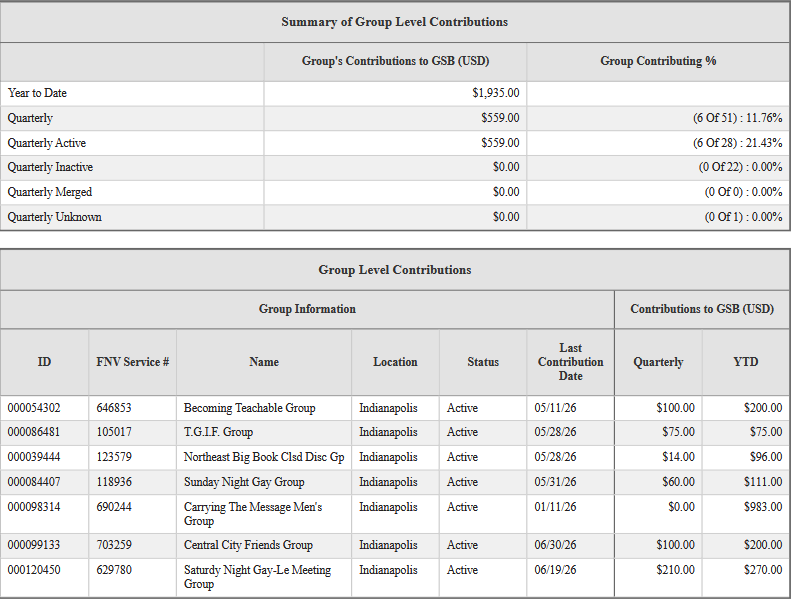 Summary of Group Level Contributions
Group's Contributions to GSB (USD) Group Contributing %
Year to Date $1,935.00
Quarterly $559.00 (6 Of 51) : 11.76%
Quarterly Active $559.00 (6 Of 28) : 21.43%
Quarterly Inactive $0.00 (0 Of 22) : 0.00%
Quarterly Merged $0.00 (0 Of 0) : 0.00%
Quarterly Unknown $0.00 (0 Of 1) : 0.00%
Group Level Contributions
Group Information Contributions to GSB (USD)
ID FNV Service # Name Location Status Last Contribution Date Quarterly YTD
000054302 646853 Becoming Teachable Group Indianapolis Active 05/11/26 $100.00 $200.00
000086481 105017 T.G.I.F. Group Indianapolis Active 05/28/26 $75.00 $75.00
000039444 123579 Northeast Big Book Clsd Disc Gp Indianapolis Active 05/28/26 $14.00 $96.00
000084407 118936 Sunday Night Gay Group Indianapolis Active 05/31/26 $60.00 $111.00
000098314 690244 Carrying The Message Men's Group Indianapolis Active 01/11/26 $0.00 $983.00
000099133 703259 Central City Friends Group Indianapolis Active 06/30/26 $100.00 $200.00
000120450 629780 Saturdy Night Gay-Le Meeting Group Indianapolis Active 06/19/26 $210.00 $270.00